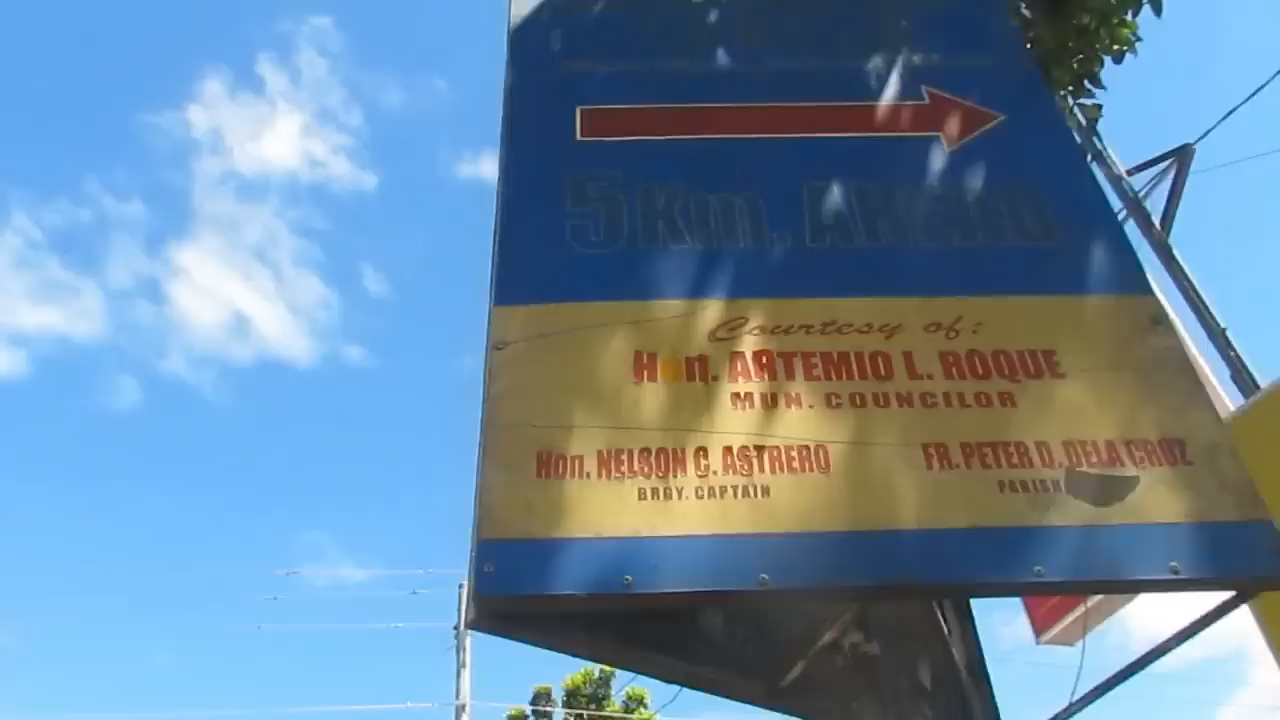 5 Km. AHEAD
Courtesy of:
Hon. ARTEMIO L. ROQUE
MUN. COUNCILOR
Hon. NELSON C. ASTRERO
BRGY. CAPTAIN
FR. PETER D. DELA CRUZ
PARISH